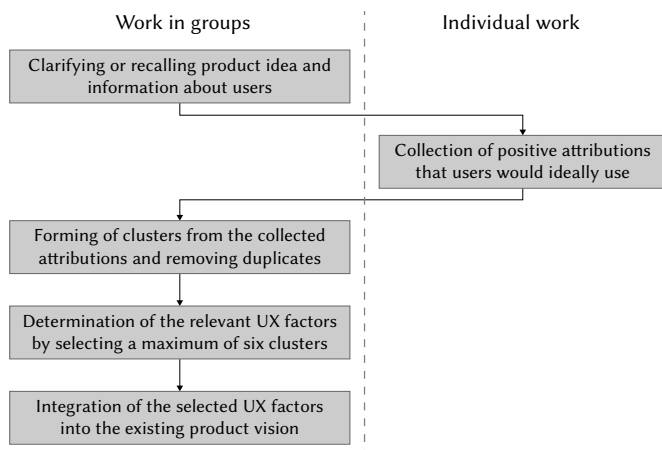 Work in groups
Individual work
Clarifying or recalling product idea and
information about users
Collection of positive attributions
that users would ideally use
Forming of clusters from the collected
attributions and removing duplicates
Determination of the relevant UX factors
by selecting a maximum of six clusters
Integration of the selected UX factors
into the existing product vision